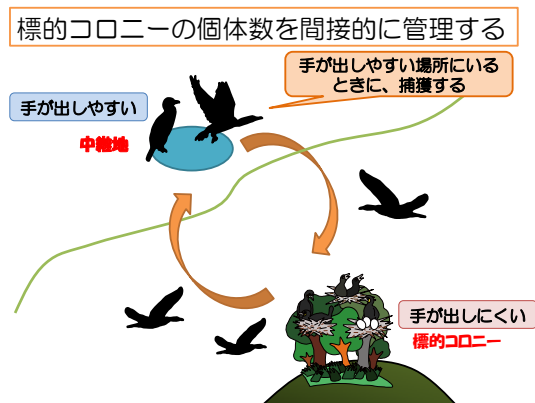 標的コロニーの個体数を間接的に管理する
手が出しやすい場所にいる
ときに、捕獲する
手が出しやすい
中継地
手が出しにくい
標的コロニー